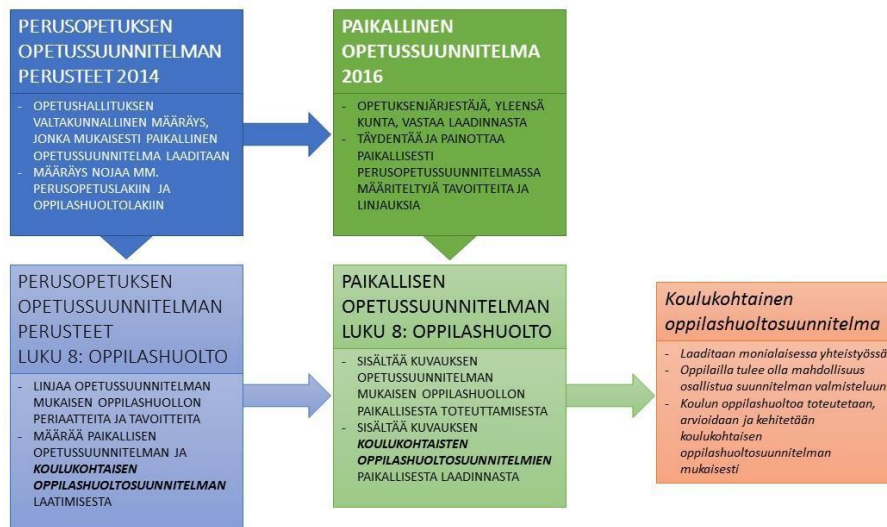 PERUSOPETUKSEN
OPETUSSUUNNITELMAN
PERUSTEET 2014
- OPETUSHALLITUKSEN
VALTAKUNNALLINEN MÄÄRÄYS,
JONKA MUKAISESTI PAIKALLINEN
OPETUSSUUNNITELMA LAADITAAN
- MÄÄRÄYS NOJAA MM.
PERUSOPETUSLAKIIN JA
OPPILASHUOLTOLAKIIN
PAIKALLINEN
OPETUSSUUNNITELMA
2016
- OPETUKSENJÄRJESTÄJÄ, YLEENSÄ
KUNTA, VASTAA LAADINNASTA
- TÄYDENTÄÄ JA PAINOTTAA
PAIKALLISESTI
PERUSOPETUSSUUNNITELMASSA
MÄÄRITELTYJÄ TAVOITTEITA JA
LINJAUKSIA
PERUSOPETUKSEN
OPETUSSUUNNITELMAN
PERUSTEET
LUKU 8: OPPILASHUOLTO
- LINJAA OPETUSSUUNNITELMAN
MUKAISEN OPPILASHUOLLON
PERIAATTEITA JA TAVOITTEITA
- MÄÄRÄÄ PAIKALLISEN
OPETUSSUUNNITELMAN JA
KOULUKOHTAISEN
OPPILASHUOLTOSUUNNITELMAN
LAATIMISESTA
PAIKALLISEN
OPETUSSUUNNITELMAN
LUKU 8: OPPILASHUOLTO
- SISÄLTÄÄ KUVAUKSEN
OPETUSSUUNNITELMAN
MUKAISEN OPPILASHUOLLON
PAIKALLISESTA TOTEUTTAMISESTA
- SISÄLTÄÄ KUVAUKSEN
KOULUKOHTAISTEN
OPPILASHUOLTOSUUNNITELMIEN
PAIKALLISESTA LAADINNASTA
Koulukohtainen
oppilashuoltosuunnitelma
- Laaditaan monialaisessa yhteistyössä
- Oppilailla tulee olla mahdollisuus
osallistua suunnitelman valmisteluun
- Koulun oppilashuoltoa toteutetaan,
arvioidaan ja kehitetään
koulukohtaisen
oppilashuoltosuunnitelman
mukaisesti